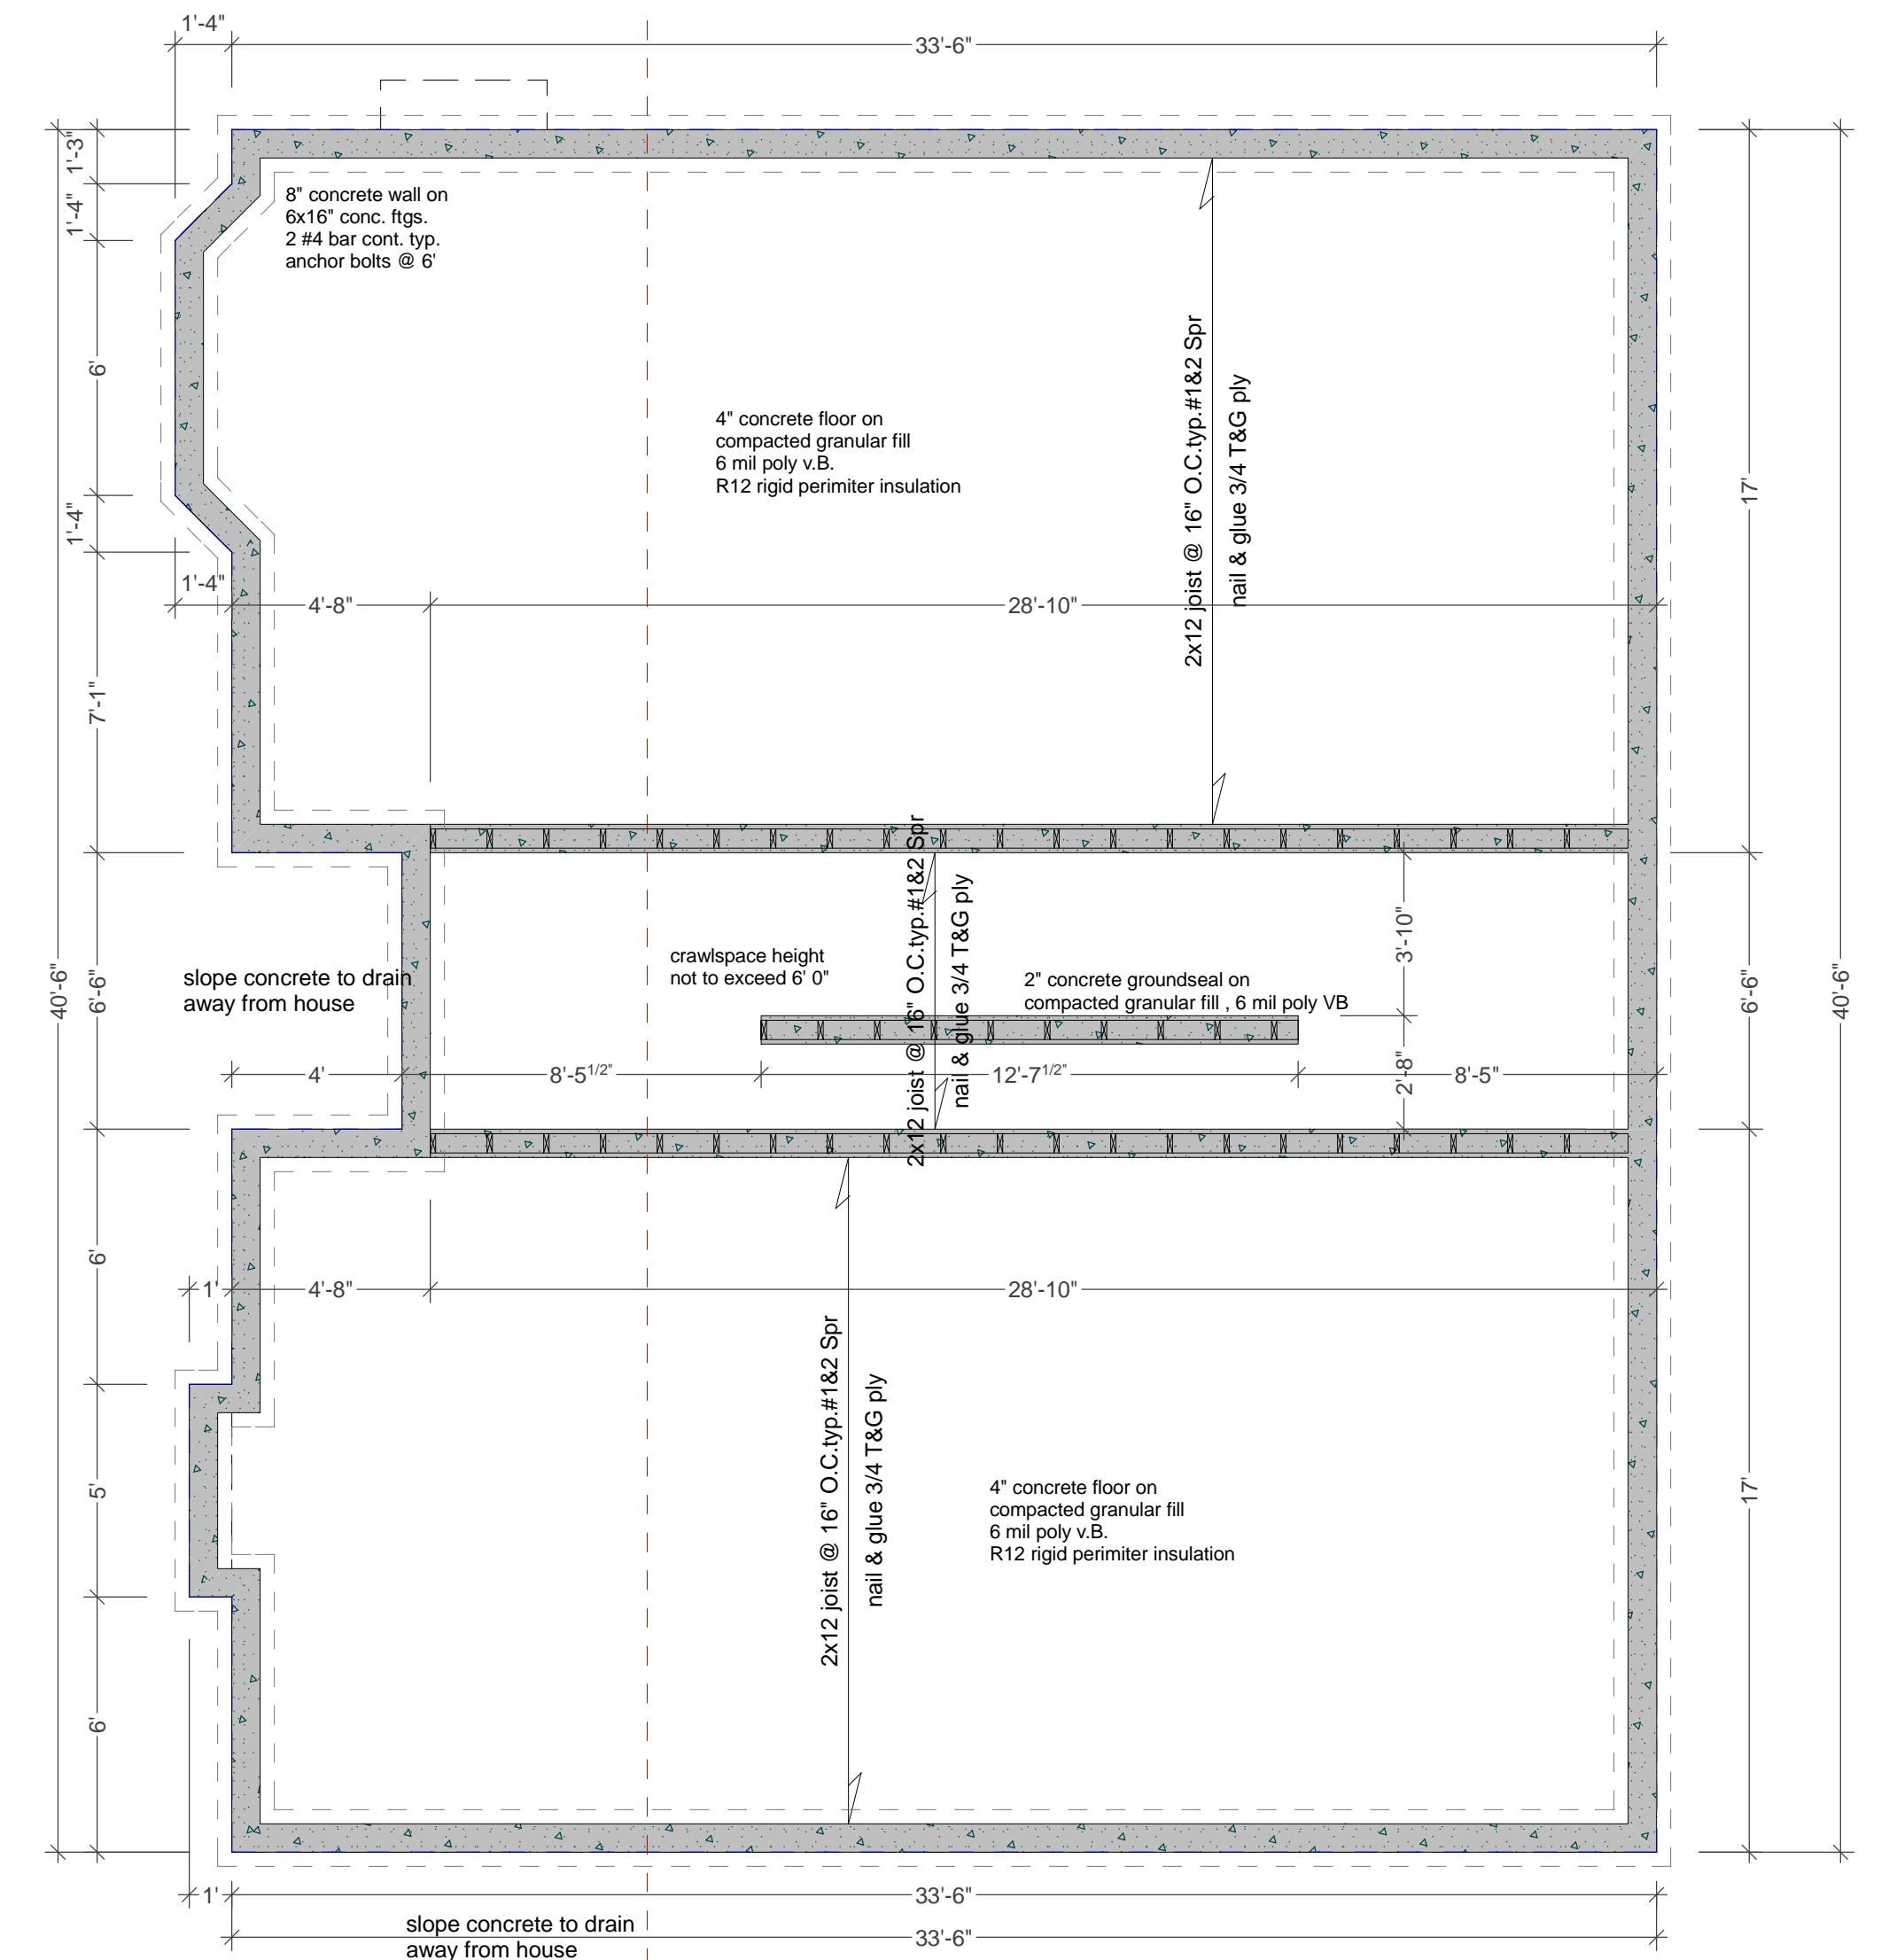 1'-4"
33'-6"
1'-3"
1'-4"
8" concrete wall on
6x16" conc. ftgs.
2 #4 bar cont. typ.
anchor bolts @ 6'
6'
4" concrete floor on
compacted granular fill
6 mil poly v.B.
R12 rigid perimiter insulation
2x12 joist @ 16" O.C.typ.#1&2 Spr
nail & glue 3/4 T&G ply
17'
1'-4"
1'-4"
4'-8"
28'-10"
7'-1"
2x12 joist @ 16" O.C.typ.#1&2 Spr
nail & glue 3/4 T&G ply
3'-10"
crawlspace height
not to exceed 6' 0"
2" concrete groundseal on
compacted granular fill , 6 mil poly VB
slope concrete to drain
away from house
40'-6"
6'-6"
6'-6"
40'-6"
4'
8'-5 1/2"
12'-7 1/2"
2'-8"
8'-5"
6'
1'
4'-8"
28'-10"
2x12 joist @ 16" O.C.typ.#1&2 Spr
nail & glue 3/4 T&G ply
5'
4" concrete floor on
compacted granular fill
6 mil poly v.B.
R12 rigid perimiter insulation
17'
6'
1'
33'-6"
slope concrete to drain
away from house
33'-6"